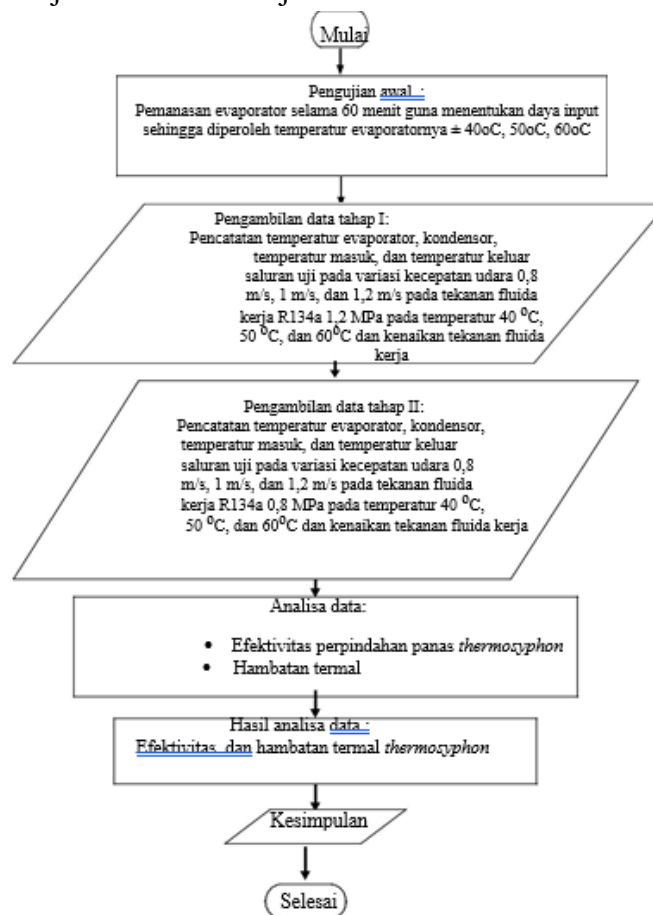 Mulai
Pengujian awal :
Pemanasan evaporator selama 60 menit guna menentukan daya input
sehingga diperoleh temperatur evaporatornya ± 40oC, 50oC, 60oC
Pengambilan data tahap I:
Pencatatan temperatur evaporator, kondensor,
temperatur masuk, dan temperatur keluar
saluran uji pada variasi kecepatan udara 0,8
m/s, 1 m/s, dan 1,2 m/s pada tekanan fluida
kerja R134a 1,2 MPa pada temperatur 40 ⁰C,
50 ⁰C, dan 60⁰C dan kenaikan tekanan fluida
kerja
Pengambilan data tahap II:
Pencatatan temperatur evaporator, kondensor,
temperatur masuk, dan temperatur keluar
saluran uji pada variasi kecepatan udara 0,8
m/s, 1 m/s, dan 1,2 m/s pada tekanan fluida
kerja R134a 0,8 MPa pada temperatur 40 ⁰C,
50 ⁰C, dan 60⁰C dan kenaikan tekanan fluida kerja
Analisa data:
• Efektivitas perpindahan panas thermosyphon
• Hambatan termal
Hasil analisa data :
Efektivitas dan hambatan termal thermosyphon
Kesimpulan
Selesai